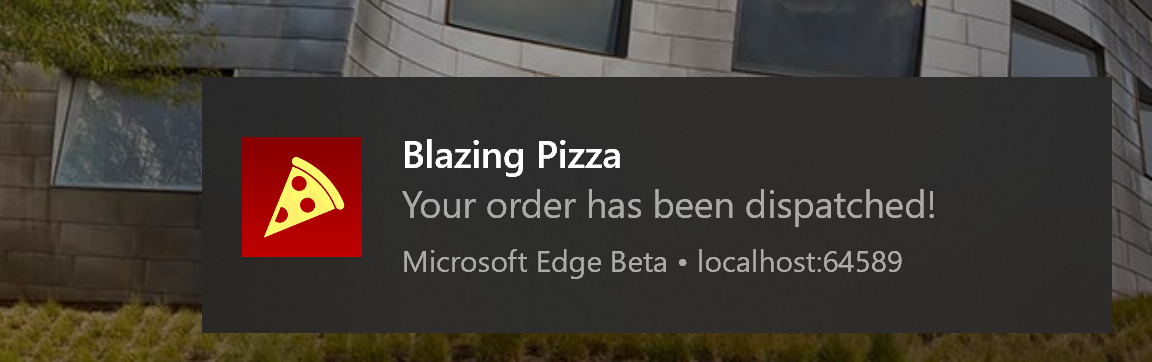 Blazing Pizza
Your order has been dispatched!
Microsoft Edge Beta • localhost:64589